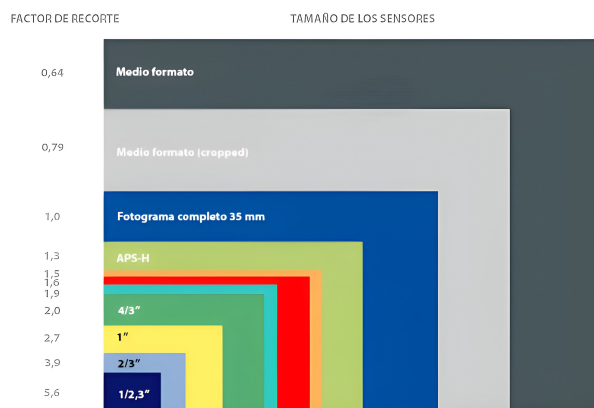 FACTOR DE RECORTE TAMAÑO DE LOS SENSORES
0,64 Medio formato
0,79 Medio formato (cropped)
1,0 Fotograma completo 35 mm
1,3 APS-H
1,5
1,6
1,9
2,0 4/3”
2,7 1”
3,9 2/3”
5,6 1/2,3”